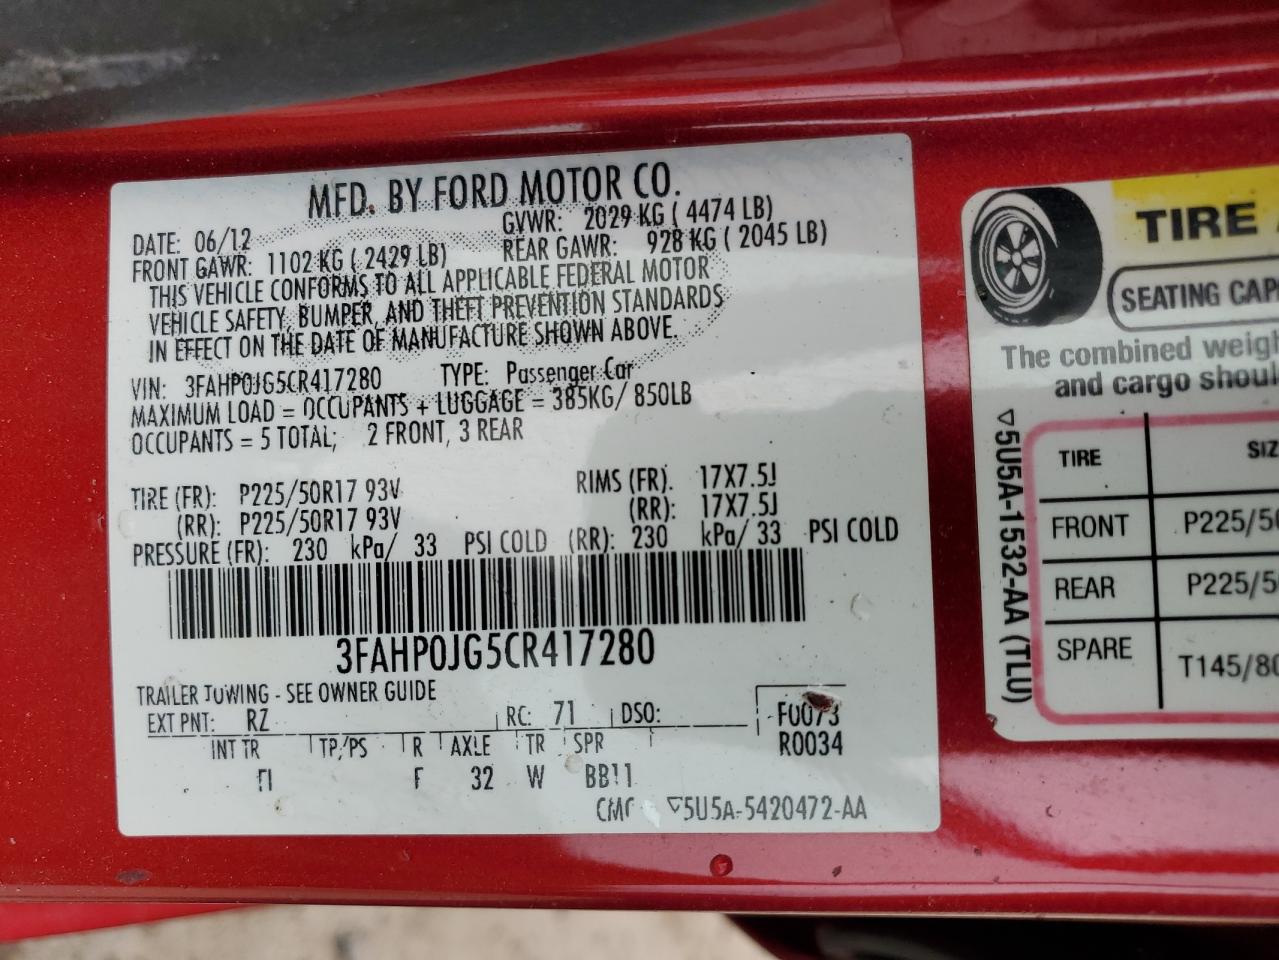 MFD. BY FORD MOTOR CO.
DATE: 06/12 GVWR: 2029 KG ( 4474 LB)
FRONT GAWR: 1102 KG ( 2429 LB) REAR GAWR: 928 KG ( 2045 LB)
THIS VEHICLE CONFORMS TO ALL APPLICABLE FEDERAL MOTOR
VEHICLE SAFETY, BUMPER, AND THEFT PREVENTION STANDARDS
IN EFFECT ON THE DATE OF MANUFACTURE SHOWN ABOVE.
VIN: 3FAHP0JG5CR417280 TYPE: Passenger Car
MAXIMUM LOAD = OCCUPANTS + LUGGAGE = 385KG/ 850LB
OCCUPANTS = 5 TOTAL; 2 FRONT, 3 REAR
TIRE (FR): P225/50R17 93V RIMS (FR). 17X7.5J
(RR): P225/50R17 93V (RR): 17X7.5J
PRESSURE (FR): 230 kPa/ 33 PSI COLD (RR): 230 kPa/ 33 PSI COLD
3FAHP0JG5CR417280
TRAILER TOWING - SEE OWNER GUIDE
EXT PNT: RZ RC: 71 DSO: F0073
INT TR TP/PS R AXLE TR SPR R0034
F 32 W BB11
▽5U5A-5420472-AA
TIRE
SEATING CAP
The combined weigh
and cargo shoul
▽5U5A-1532-AA (TLU)
TIRE SIZ
FRONT P225/50
REAR P225/5
SPARE T145/80